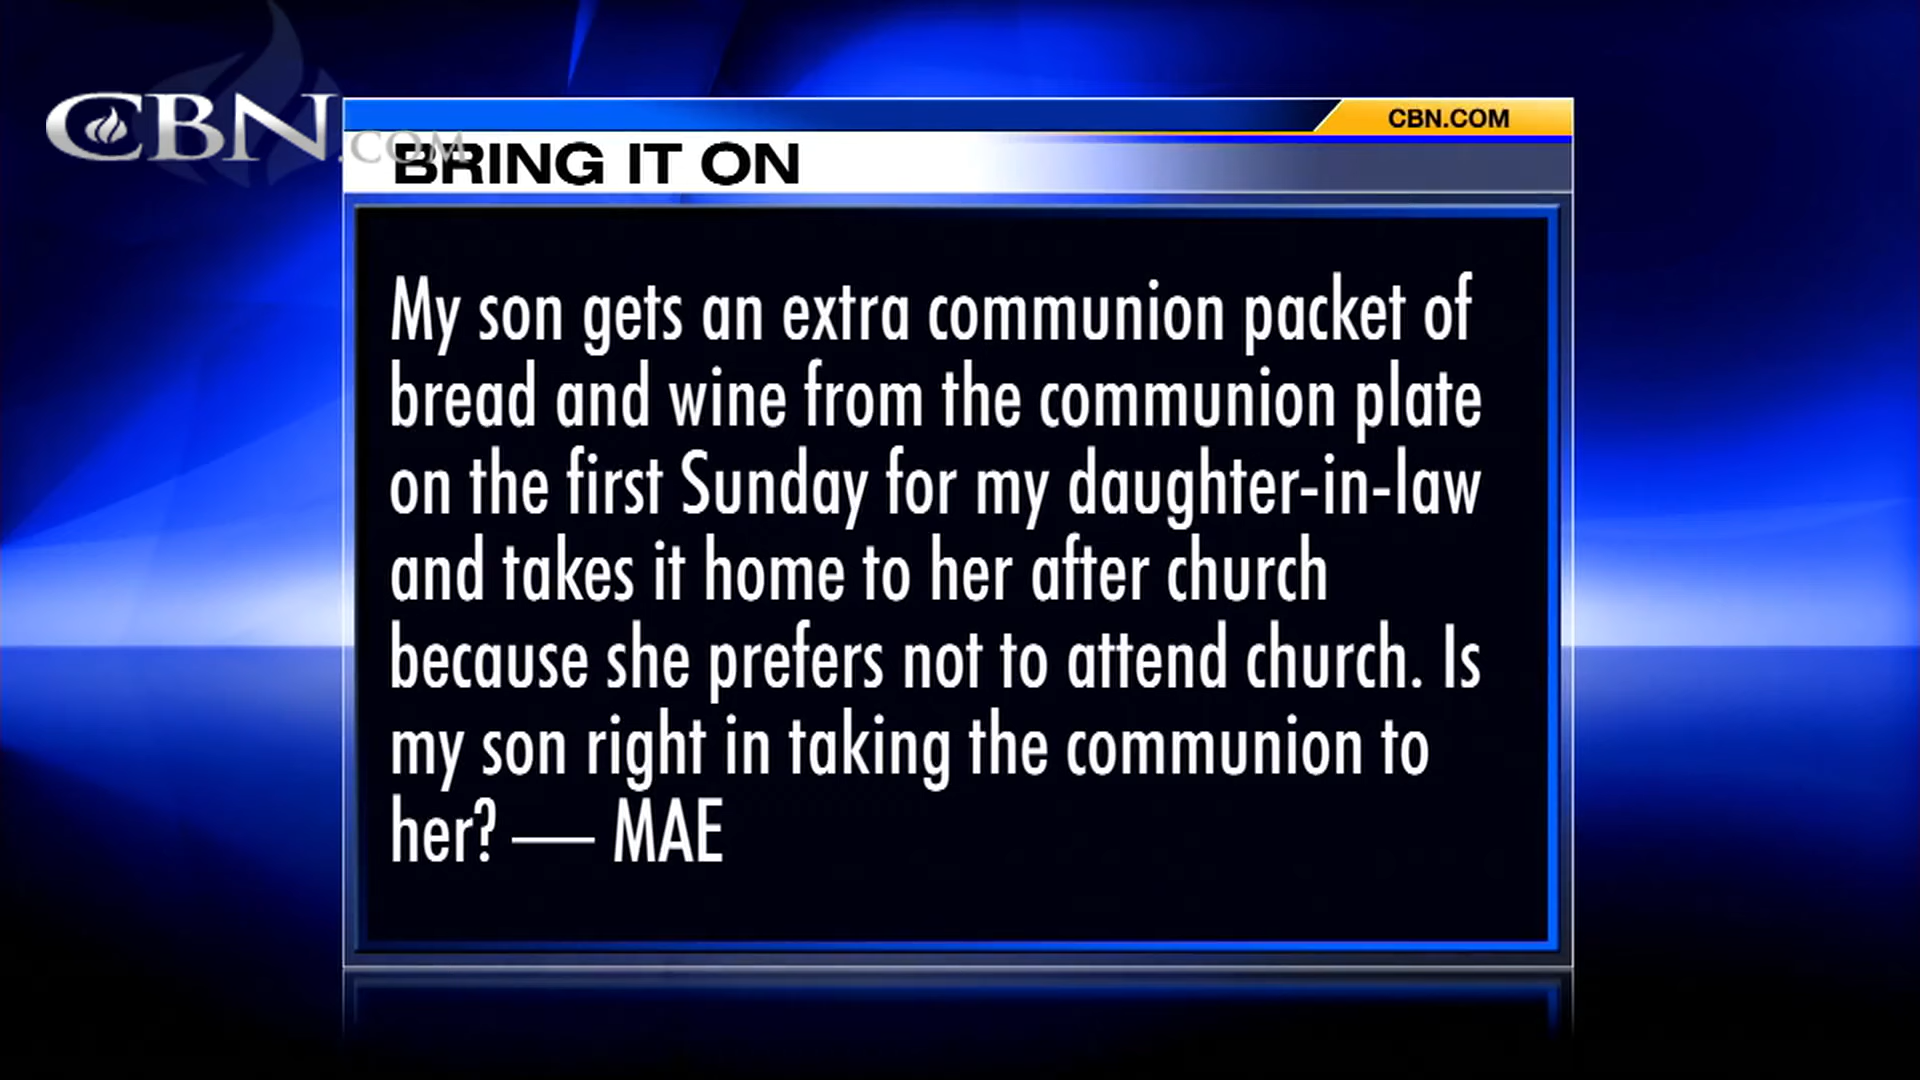 CBN.COM
CBN.COM
BRING IT ON
My son gets an extra communion packet of
bread and wine from the communion plate
on the first Sunday for my daughter-in-law
and takes it home to her after church
because she prefers not to attend church. Is
my son right in taking the communion to
her? — MAE